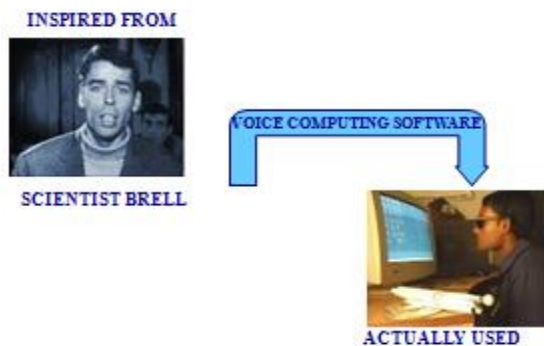 INSPIRED FROM
SCIENTIST BRELL
VOICE COMPUTING SOFTWARE
ACTUALLY USED